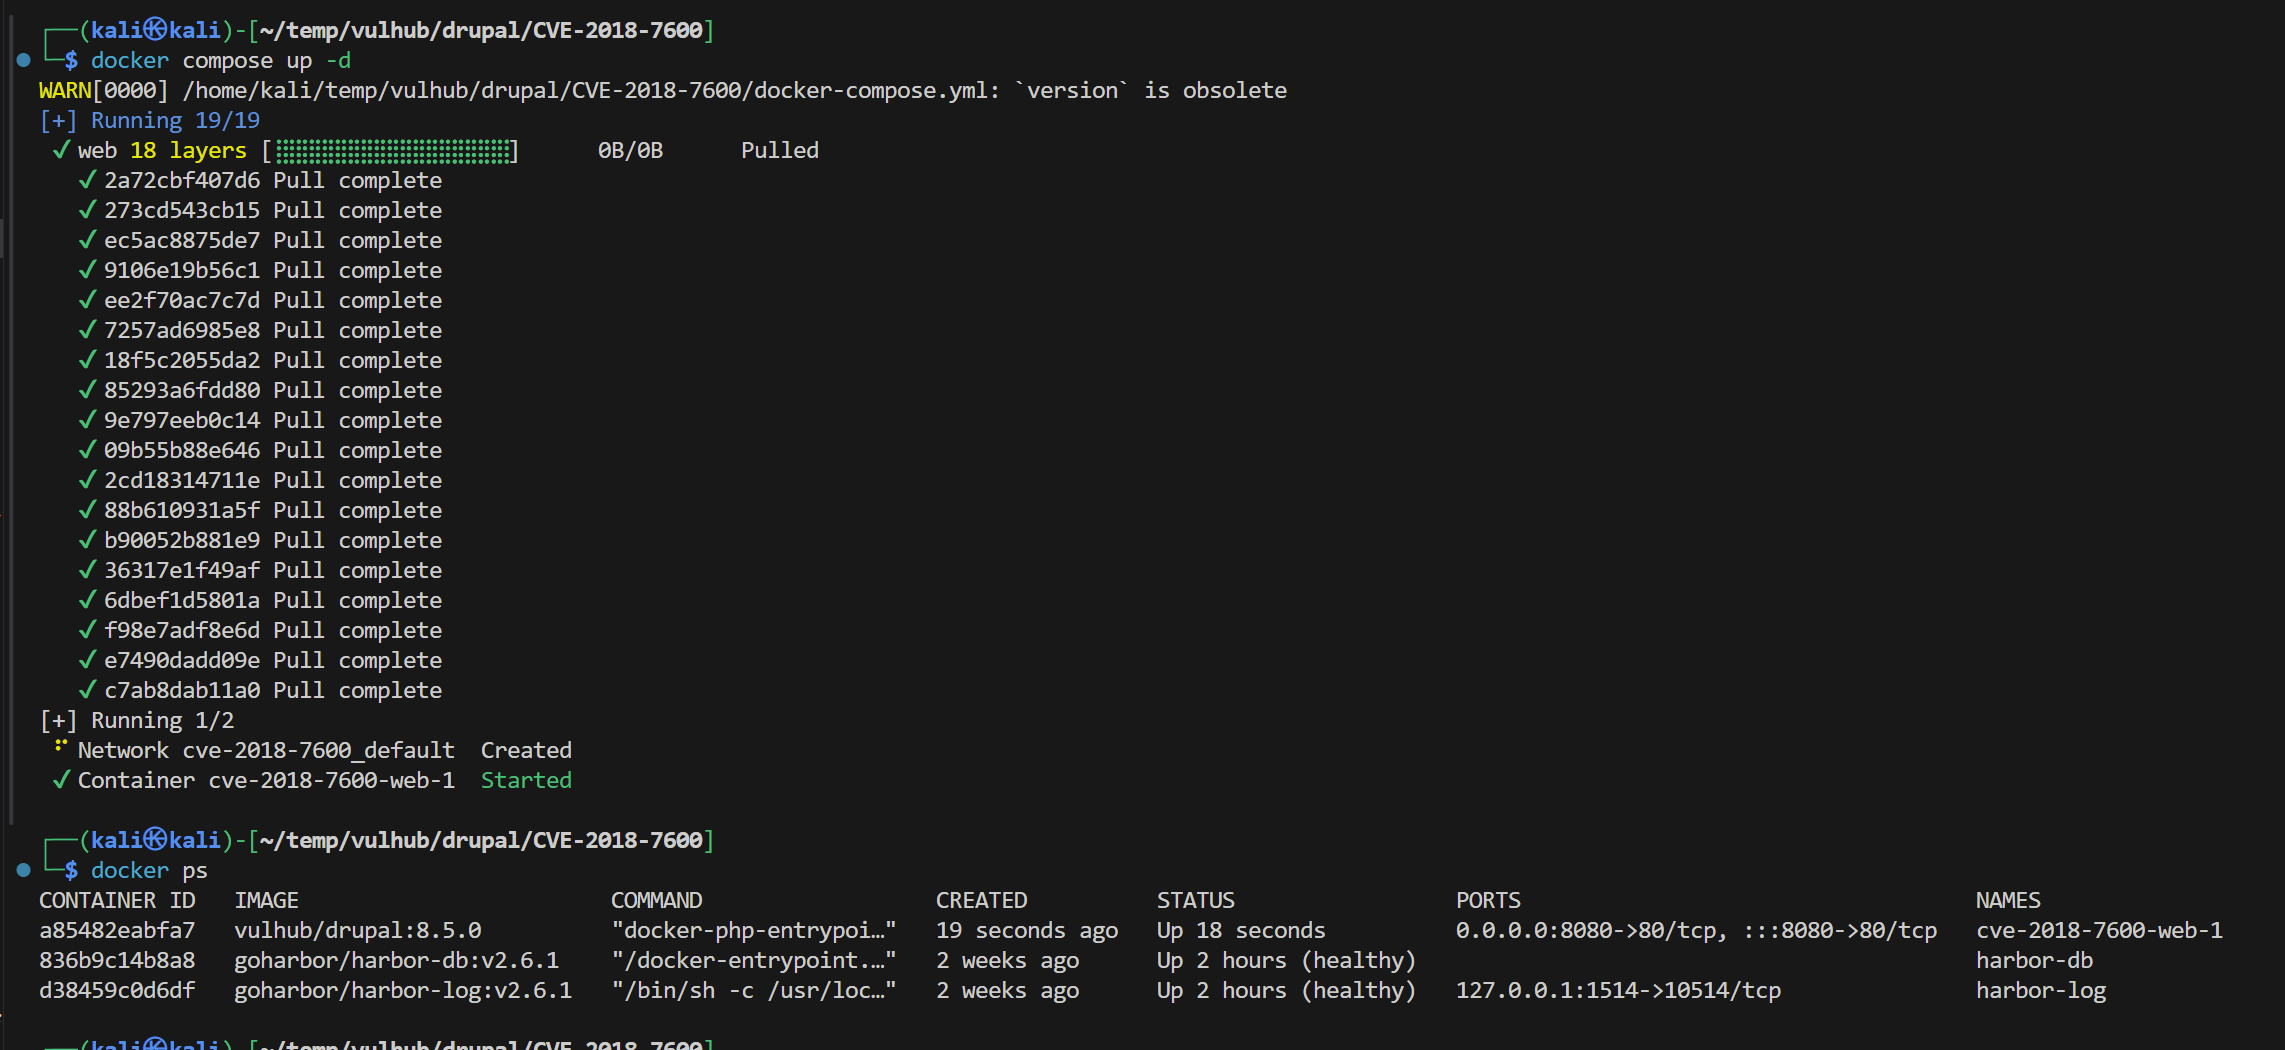 ┌──(kali㉿kali)-[~/temp/vulhub/drupal/CVE-2018-7600]
└─$ docker compose up -d
WARN[0000] /home/kali/temp/vulhub/drupal/CVE-2018-7600/docker-compose.yml: `version` is obsolete
[+] Running 19/19
✔ web 18 layers [⣿⣿⣿⣿⣿⣿⣿⣿⣿⣿⣿⣿⣿⣿⣿⣿⣿⣿] 0B/0B Pulled
✔ 2a72cbf407d6 Pull complete
✔ 273cd543cb15 Pull complete
✔ ec5ac8875de7 Pull complete
✔ 9106e19b56c1 Pull complete
✔ ee2f70ac7c7d Pull complete
✔ 7257ad6985e8 Pull complete
✔ 18f5c2055da2 Pull complete
✔ 85293a6fdd80 Pull complete
✔ 9e797eeb0c14 Pull complete
✔ 09b55b88e646 Pull complete
✔ 2cd18314711e Pull complete
✔ 88b610931a5f Pull complete
✔ b90052b881e9 Pull complete
✔ 36317e1f49af Pull complete
✔ 6dbef1d5801a Pull complete
✔ f98e7adf8e6d Pull complete
✔ e7490dadd09e Pull complete
✔ c7ab8dab11a0 Pull complete
[+] Running 1/2
⠋ Network cve-2018-7600_default Created
✔ Container cve-2018-7600-web-1 Started
┌──(kali㉿kali)-[~/temp/vulhub/drupal/CVE-2018-7600]
└─$ docker ps
CONTAINER ID IMAGE COMMAND CREATED STATUS PORTS NAMES
a85482eabfa7 vulhub/drupal:8.5.0 "docker-php-entrypoi…" 19 seconds ago Up 18 seconds 0.0.0.0:8080->80/tcp, :::8080->80/tcp cve-2018-7600-web-1
836b9c14b8a8 goharbor/harbor-db:v2.6.1 "/docker-entrypoint.…" 2 weeks ago Up 2 hours (healthy) harbor-db
d38459c0d6df goharbor/harbor-log:v2.6.1 "/bin/sh -c /usr/loc…" 2 weeks ago Up 2 hours (healthy) 127.0.0.1:1514->10514/tcp harbor-log
┌──(kali㉿kali)-[~/temp/vulhub/drupal/CVE-2018-7600]